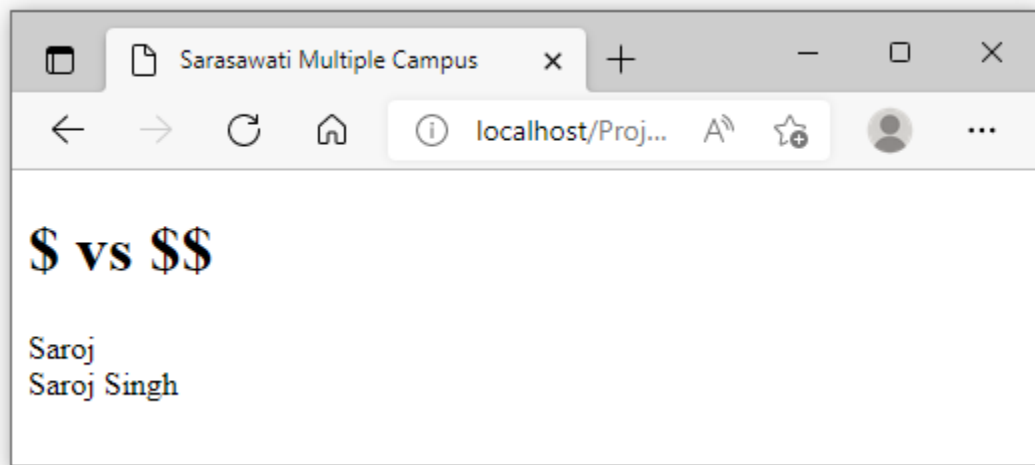 Sarasawati Multiple Campus
localhost/Proj...
$ vs $$
Saroj
Saroj Singh